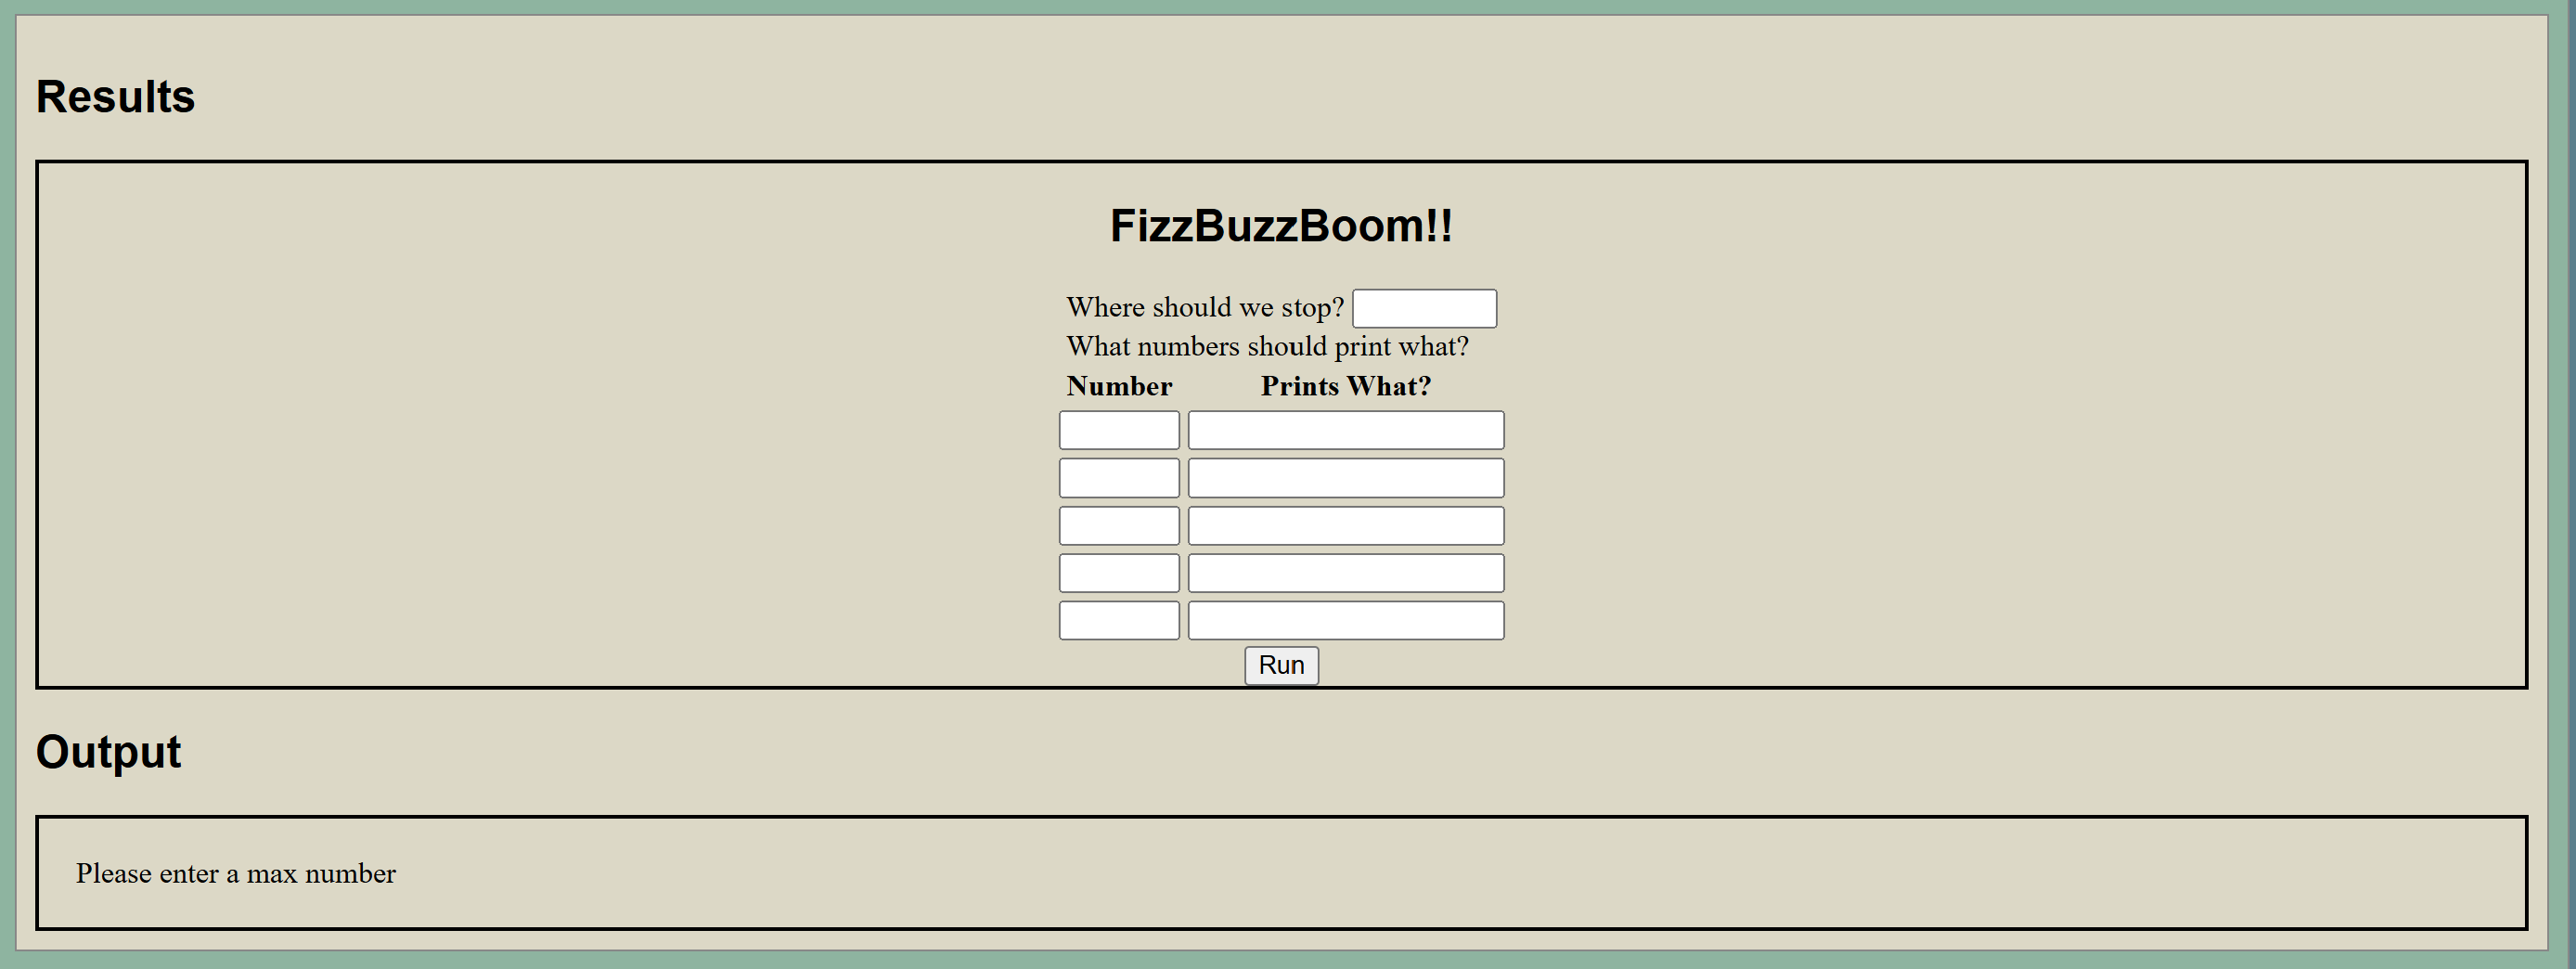 Results
FizzBuzzBoom!!
Where should we stop?
What numbers should print what?
Number Prints What?
Run
Output
Please enter a max number